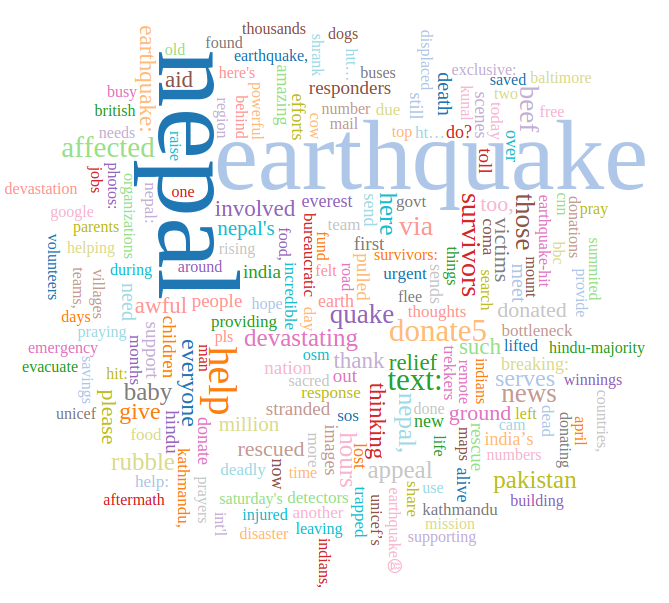 thousands
dogs
old
found
shrank
displaced
earthquake:
earthquake,
htt…
aid
here's
buses
exclusive:
baltimore
busy
amazing
responders
death
saved
british
region
behind
powerful
efforts
number
due
still
kunal
scenes
two
beef
free
needs
raise
cow
mail
top
ht…
do?
today
over
affected
nepal
earthquake
toll
devastation
jobs
photos:
organizations
nepal:
one
involved
everest
send
here
govt
via
survivors
too,
those
earthquake-hit
cnn
donations
pray
google
parents
nepal's
bureaucratic
fund
team
first
coma
victims
bbc
summited
volunteers
helping
rising
food,
survivors:
things
during
around
india
incredible
felt
road
pulled
urgent
sends
search
meet
mount
provide
teams,
villages
need
awful
people
hope
day
earth
flee
donated
days
children
providing
quake
thoughts
praying
support
devastating
donate5
bottleneck
emergency
months
everyone
man
pls
osm
thank
such
lifted
hindu-majority
evacuate
savings
hit:
help
nation
out
relief
trekkers
remote
indians
breaking:
sacred
response
text:
serves
winnings
baby
thinking
news
unicef
please
give
hindu
donate
stranded
sos
nepal,
done
new
ground
left
dead
donating
april
countries,
million
food
kathmandu,
images
hours
lost
life
maps
rescue
cam
india's
rubble
rescued
more
numbers
deadly
now
time
appeal
alive
pakistan
help:
prayers
share
use
aftermath
saturday's
detectors
trapped
unicef's
earthquake@
kathmandu
building
int'l
injured
another
mission
disaster
leaving
supporting
indians,